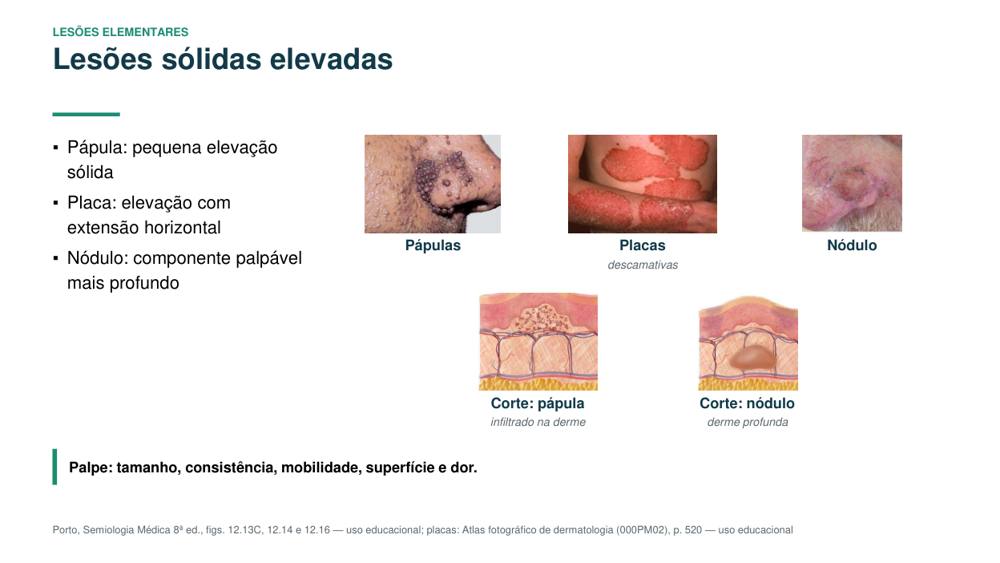 LESÕES ELEMENTARES
Lesões sólidas elevadas
▪ Pápula: pequena elevação
sólida
▪ Placa: elevação com
extensão horizontal
▪ Nódulo: componente palpável
mais profundo
Pápulas
Placas
descamativas
Nódulo
Corte: pápula
infiltrado na derme
Corte: nódulo
derme profunda
Palpe: tamanho, consistência, mobilidade, superfície e dor.
Porto, Semiologia Médica 8ª ed., figs. 12.13C, 12.14 e 12.16 — uso educacional; placas: Atlas fotográfico de dermatologia (000PM02), p. 520 — uso educacional